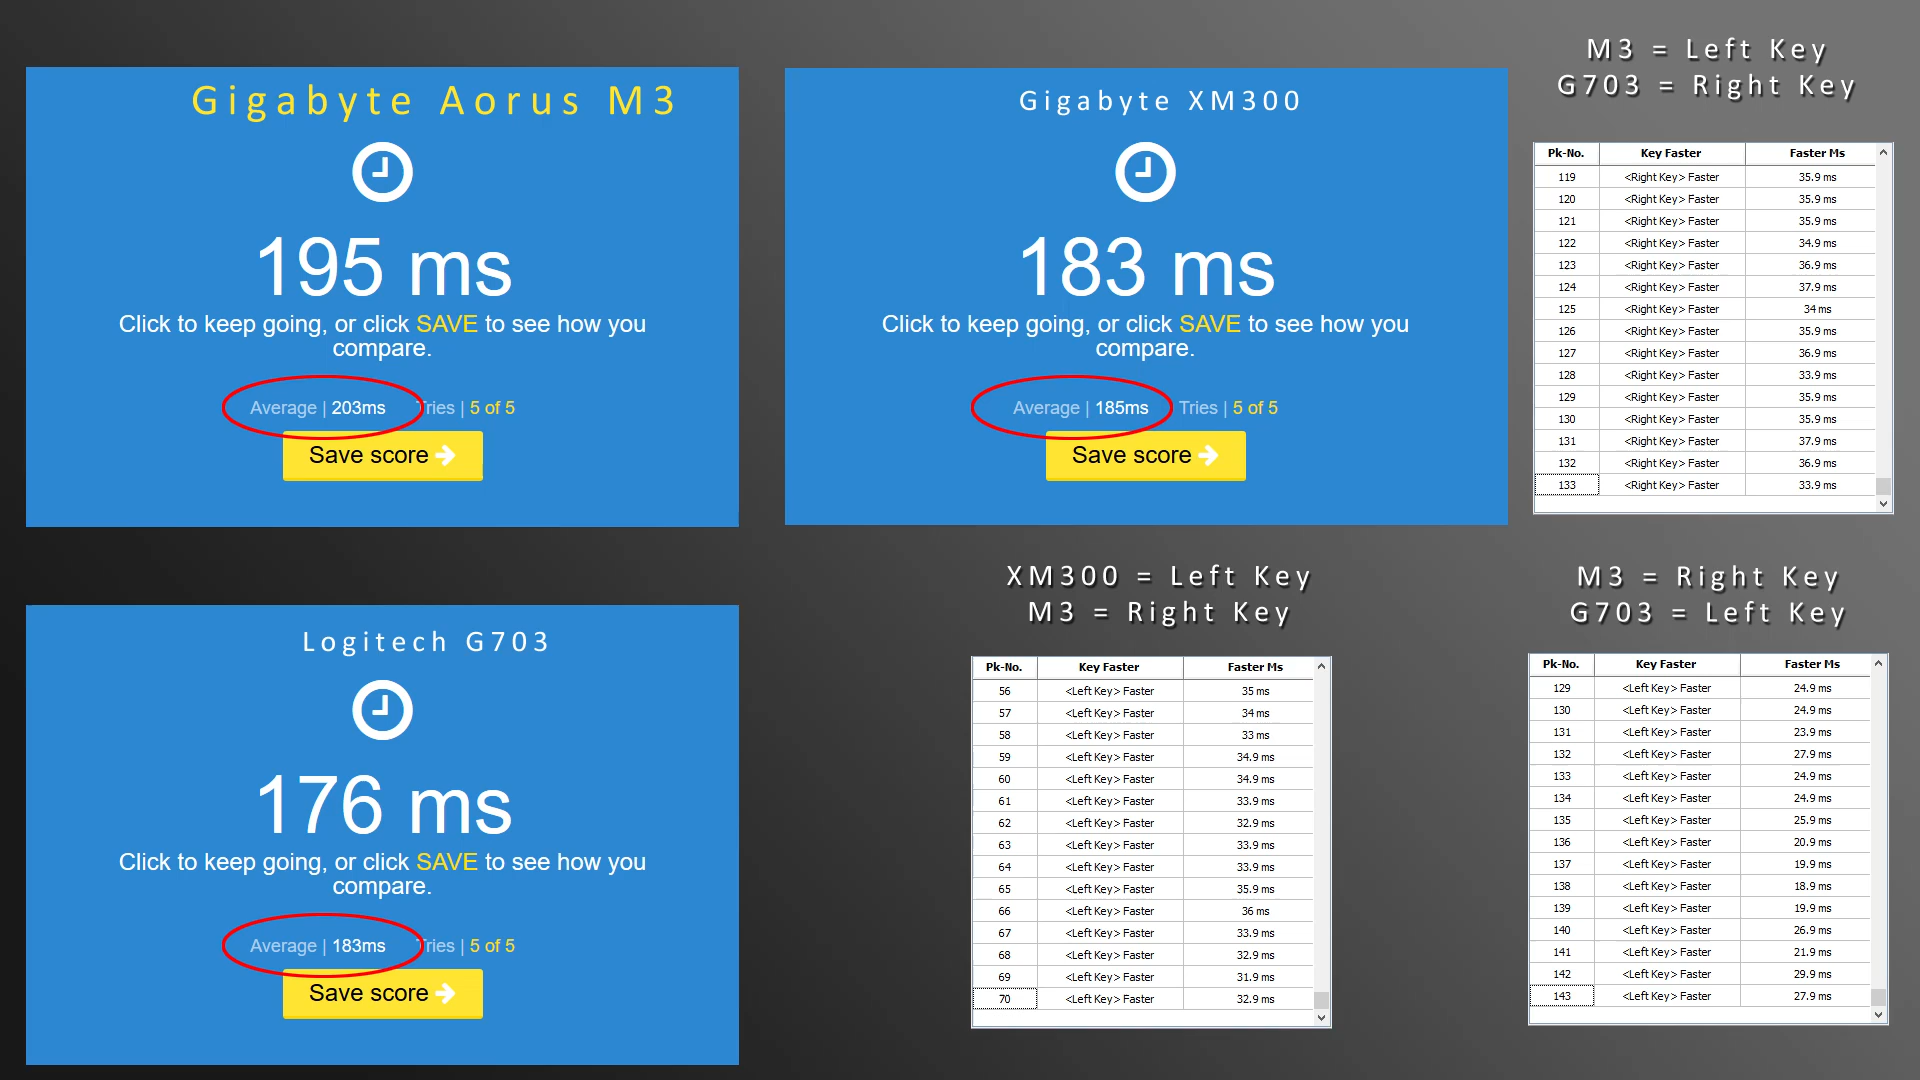 Gigabyte Aorus M3
195 ms
Click to keep going, or click SAVE to see how you
compare.
Average | 203ms Tries | 5 of 5
Save score
Gigabyte XM300
183 ms
Click to keep going, or click SAVE to see how you
compare.
Average | 185ms Tries | 5 of 5
Save score
M3 = Left Key
G703 = Right Key
Pk-No. Key Faster Faster Ms
119 <Right Key> Faster 35.9 ms
120 <Right Key> Faster 35.9 ms
121 <Right Key> Faster 35.9 ms
122 <Right Key> Faster 34.9 ms
123 <Right Key> Faster 36.9 ms
124 <Right Key> Faster 37.9 ms
125 <Right Key> Faster 34 ms
126 <Right Key> Faster 35.9 ms
127 <Right Key> Faster 36.9 ms
128 <Right Key> Faster 33.9 ms
129 <Right Key> Faster 35.9 ms
130 <Right Key> Faster 35.9 ms
131 <Right Key> Faster 37.9 ms
132 <Right Key> Faster 36.9 ms
133 <Right Key> Faster 33.9 ms
Logitech G703
176 ms
Click to keep going, or click SAVE to see how you
compare.
Average | 183ms Tries | 5 of 5
Save score
XM300 = Left Key
M3 = Right Key
Pk-No. Key Faster Faster Ms
56 <Left Key> Faster 35 ms
57 <Left Key> Faster 34 ms
58 <Left Key> Faster 33 ms
59 <Left Key> Faster 34.9 ms
60 <Left Key> Faster 34.9 ms
61 <Left Key> Faster 33.9 ms
62 <Left Key> Faster 32.9 ms
63 <Left Key> Faster 33.9 ms
64 <Left Key> Faster 33.9 ms
65 <Left Key> Faster 35.9 ms
66 <Left Key> Faster 36 ms
67 <Left Key> Faster 33.9 ms
68 <Left Key> Faster 32.9 ms
69 <Left Key> Faster 31.9 ms
70 <Left Key> Faster 32.9 ms
M3 = Right Key
G703 = Left Key
Pk-No. Key Faster Faster Ms
129 <Left Key> Faster 24.9 ms
130 <Left Key> Faster 24.9 ms
131 <Left Key> Faster 23.9 ms
132 <Left Key> Faster 27.9 ms
133 <Left Key> Faster 24.9 ms
134 <Left Key> Faster 24.9 ms
135 <Left Key> Faster 25.9 ms
136 <Left Key> Faster 20.9 ms
137 <Left Key> Faster 19.9 ms
138 <Left Key> Faster 18.9 ms
139 <Left Key> Faster 19.9 ms
140 <Left Key> Faster 26.9 ms
141 <Left Key> Faster 21.9 ms
142 <Left Key> Faster 29.9 ms
143 <Left Key> Faster 27.9 ms